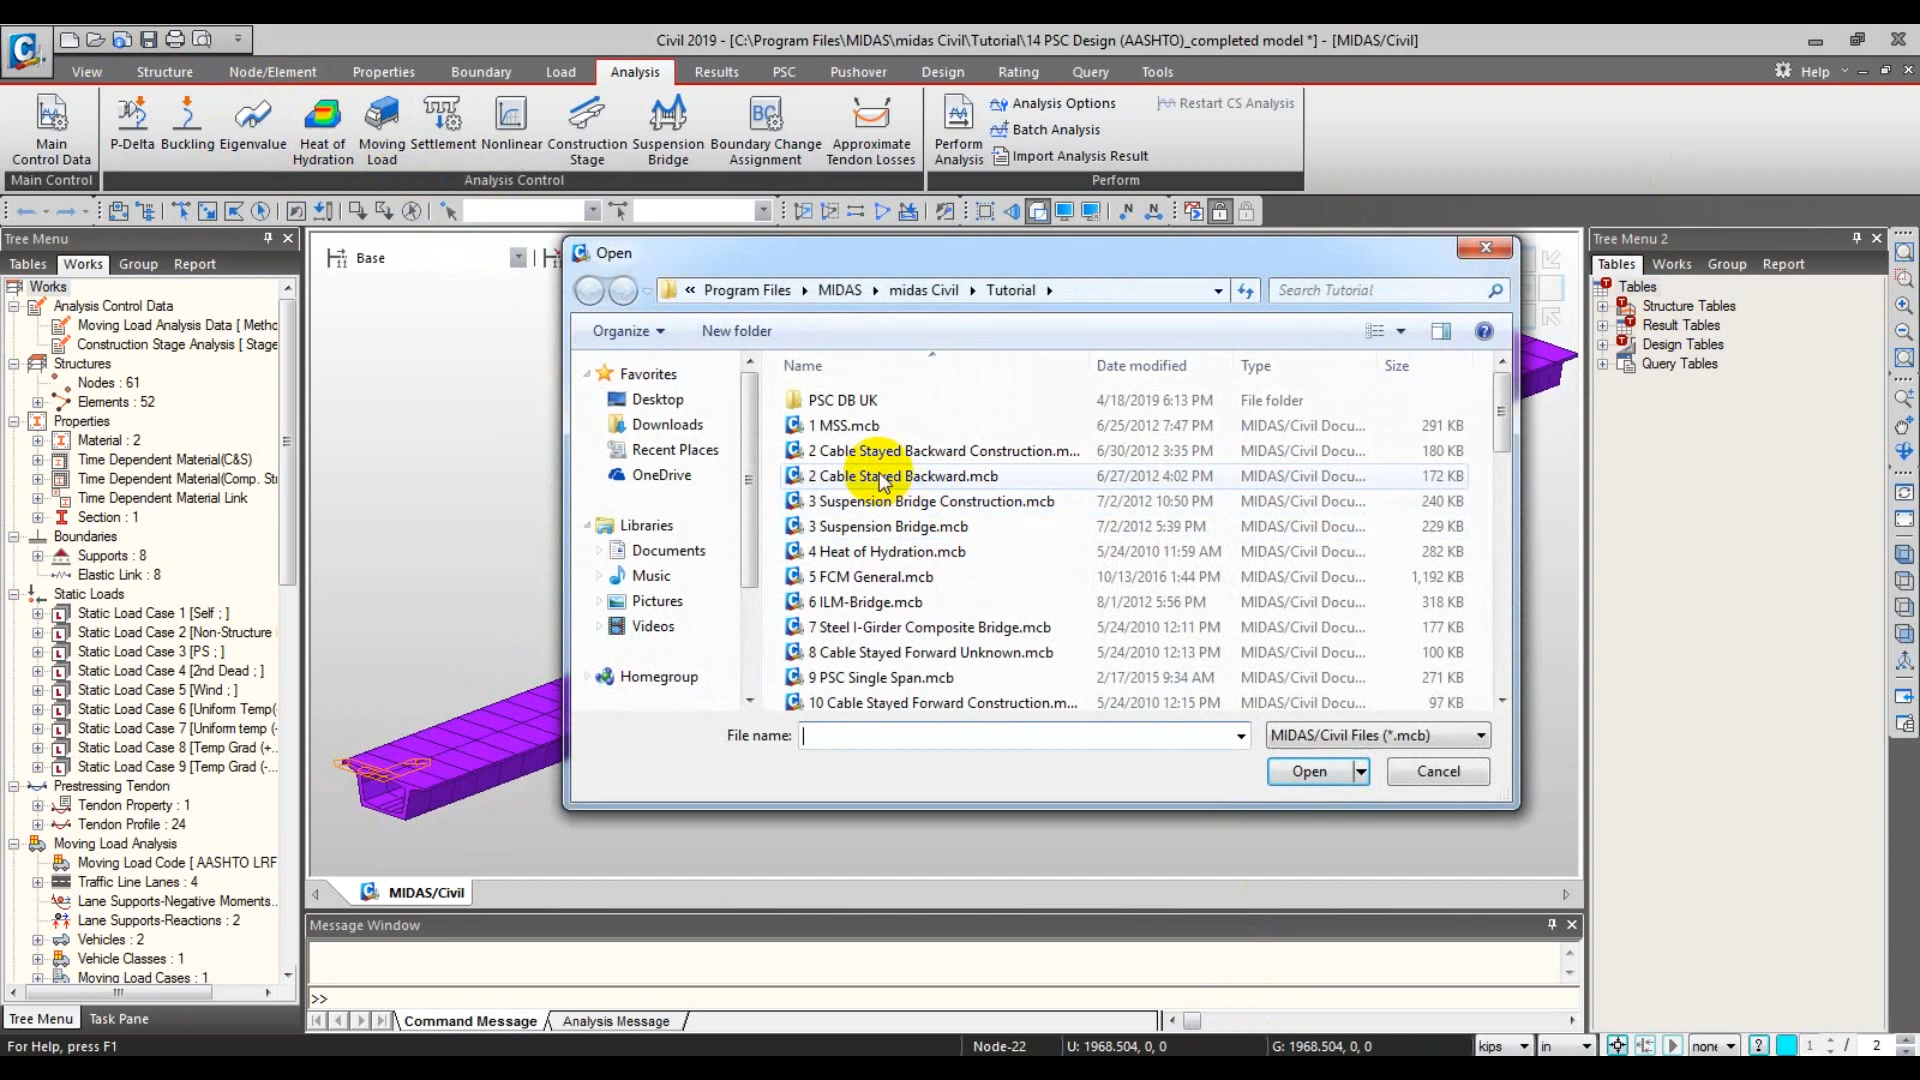 Civil 2019 - [C:\Program Files\MIDAS\midas Civil\Tutorial\14 PSC Design (AASHTO)_completed model *] - [MIDAS/Civil]
View Structure Node/Element Properties Boundary Load Analysis Results PSC Pushover Design Rating Query Tools Help
Main Control Data
P-Delta Buckling Eigenvalue Heat of Hydration Moving Load Settlement Nonlinear Construction Stage Suspension Bridge Boundary Change Assignment Approximate Tendon Losses
Perform Analysis
Analysis Options Restart CS Analysis
Batch Analysis
Import Analysis Result
Main Control Analysis Control Perform
Tree Menu
Tables Works Group Report
Works
Analysis Control Data
Moving Load Analysis Data [ Methc
Construction Stage Analysis [ Stage
Structures
Nodes : 61
Elements : 52
Properties
Material : 2
Time Dependent Material(C&S)
Time Dependent Material(Comp. St
Time Dependent Material Link
Section : 1
Boundaries
Supports : 8
Elastic Link : 8
Static Loads
Static Load Case 1 [Self ; ]
Static Load Case 2 [Non-Structure
Static Load Case 3 [PS ; ]
Static Load Case 4 [2nd Dead ; ]
Static Load Case 5 [Wind ; ]
Static Load Case 6 [Uniform Temp(
Static Load Case 7 [Uniform temp (-
Static Load Case 8 [Temp Grad (+...
Static Load Case 9 [Temp Grad (-...
Prestressing Tendon
Tendon Property : 1
Tendon Profile : 24
Moving Load Analysis
Moving Load Code [ AASHTO LRF
Traffic Line Lanes : 4
Lane Supports-Negative Moments..
Lane Supports-Reactions : 2
Vehicles : 2
Vehicle Classes : 1
Moving Load Cases : 1
Tree Menu Task Pane
Base
Open
« Program Files MIDAS midas Civil Tutorial
Search Tutorial
Organize New folder
Favorites
Desktop
Downloads
Recent Places
OneDrive
Libraries
Documents
Music
Pictures
Videos
Homegroup
Name Date modified Type Size
PSC DB UK 4/18/2019 6:13 PM File folder
1 MSS.mcb 6/25/2012 7:47 PM MIDAS/Civil Docu... 291 KB
2 Cable Stayed Backward Construction.m... 6/30/2012 3:35 PM MIDAS/Civil Docu... 180 KB
2 Cable Stayed Backward.mcb 6/27/2012 4:02 PM MIDAS/Civil Docu... 172 KB
3 Suspension Bridge Construction.mcb 7/2/2012 10:50 PM MIDAS/Civil Docu... 240 KB
3 Suspension Bridge.mcb 7/2/2012 5:39 PM MIDAS/Civil Docu... 229 KB
4 Heat of Hydration.mcb 5/24/2010 11:59 AM MIDAS/Civil Docu... 282 KB
5 FCM General.mcb 10/13/2016 1:44 PM MIDAS/Civil Docu... 1,192 KB
6 ILM-Bridge.mcb 8/1/2012 5:56 PM MIDAS/Civil Docu... 318 KB
7 Steel I-Girder Composite Bridge.mcb 5/24/2010 12:11 PM MIDAS/Civil Docu... 177 KB
8 Cable Stayed Forward Unknown.mcb 5/24/2010 12:13 PM MIDAS/Civil Docu... 100 KB
9 PSC Single Span.mcb 2/17/2015 9:34 AM MIDAS/Civil Docu... 271 KB
10 Cable Stayed Forward Construction.m... 5/24/2010 12:15 PM MIDAS/Civil Docu... 97 KB
File name: MIDAS/Civil Files (*.mcb)
Open Cancel
MIDAS/Civil
Message Window
>>
Command Message Analysis Message
Tree Menu 2
Tables Works Group Report
Tables
Structure Tables
Result Tables
Design Tables
Query Tables
For Help, press F1 Node-22 U: 1968.504, 0, 0 G: 1968.504, 0, 0 kips in none 1 / 2